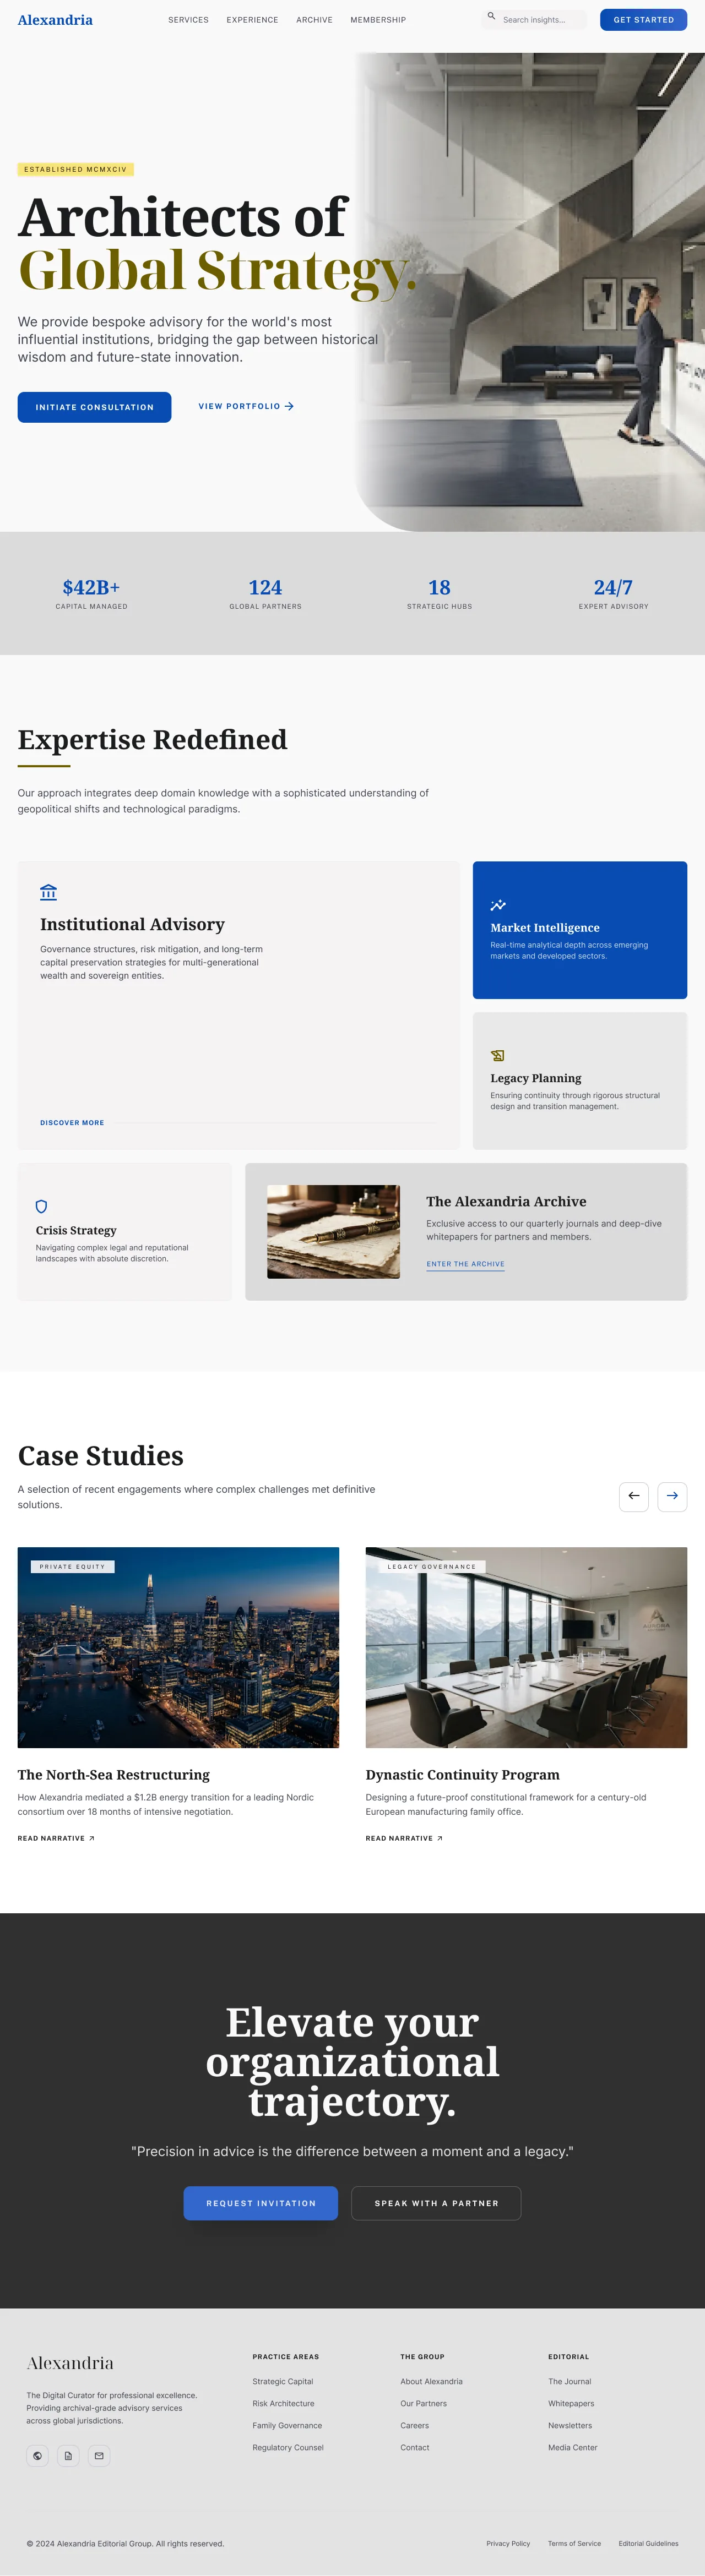 Alexandria
SERVICES
EXPERIENCE
ARCHIVE
MEMBERSHIP
Search insights...
GET STARTED
ESTABLISHED MCMXCIV
Architects of
Global Strategy.
We provide bespoke advisory for the world's most
influential institutions, bridging the gap between historical
wisdom and future-state innovation.
INITIATE CONSULTATION
VIEW PORTFOLIO
$42B+
CAPITAL MANAGED
124
GLOBAL PARTNERS
18
STRATEGIC HUBS
24/7
EXPERT ADVISORY
Expertise Redefined
Our approach integrates deep domain knowledge with a sophisticated understanding of
geopolitical shifts and technological paradigms.
Institutional Advisory
Governance structures, risk mitigation, and long-term
capital preservation strategies for multi-generational
wealth and sovereign entities.
DISCOVER MORE
Market Intelligence
Real-time analytical depth across emerging
markets and developed sectors.
Legacy Planning
Ensuring continuity through rigorous structural
design and transition management.
Crisis Strategy
Navigating complex legal and reputational
landscapes with absolute discretion.
The Alexandria Archive
Exclusive access to our quarterly journals and deep-dive
whitepapers for partners and members.
ENTER THE ARCHIVE
Case Studies
A selection of recent engagements where complex challenges met definitive
solutions.
PRIVATE EQUITY
The North-Sea Restructuring
How Alexandria mediated a $1.2B energy transition for a leading Nordic
consortium over 18 months of intensive negotiation.
READ NARRATIVE
LEGACY GOVERNANCE
Dynastic Continuity Program
Designing a future-proof constitutional framework for a century-old
European manufacturing family office.
READ NARRATIVE
Elevate your
organizational
trajectory.
"Precision in advice is the difference between a moment and a legacy."
REQUEST INVITATION
SPEAK WITH A PARTNER
Alexandria
The Digital Curator for professional excellence.
Providing archival-grade advisory services
across global jurisdictions.
PRACTICE AREAS
Strategic Capital
Risk Architecture
Family Governance
Regulatory Counsel
THE GROUP
About Alexandria
Our Partners
Careers
Contact
EDITORIAL
The Journal
Whitepapers
Newsletters
Media Center
© 2024 Alexandria Editorial Group. All rights reserved.
Privacy Policy
Terms of Service
Editorial Guidelines